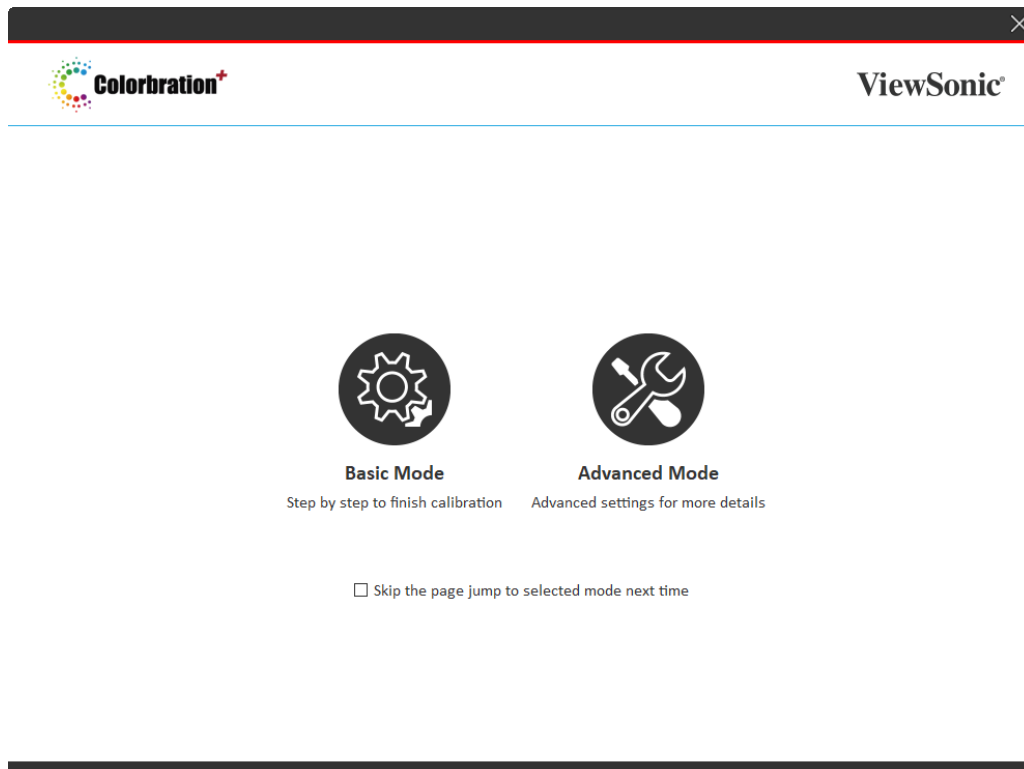 Colorbration+
ViewSonic®
Basic Mode
Advanced Mode
Step by step to finish calibration
Advanced settings for more details
Skip the page jump to selected mode next time